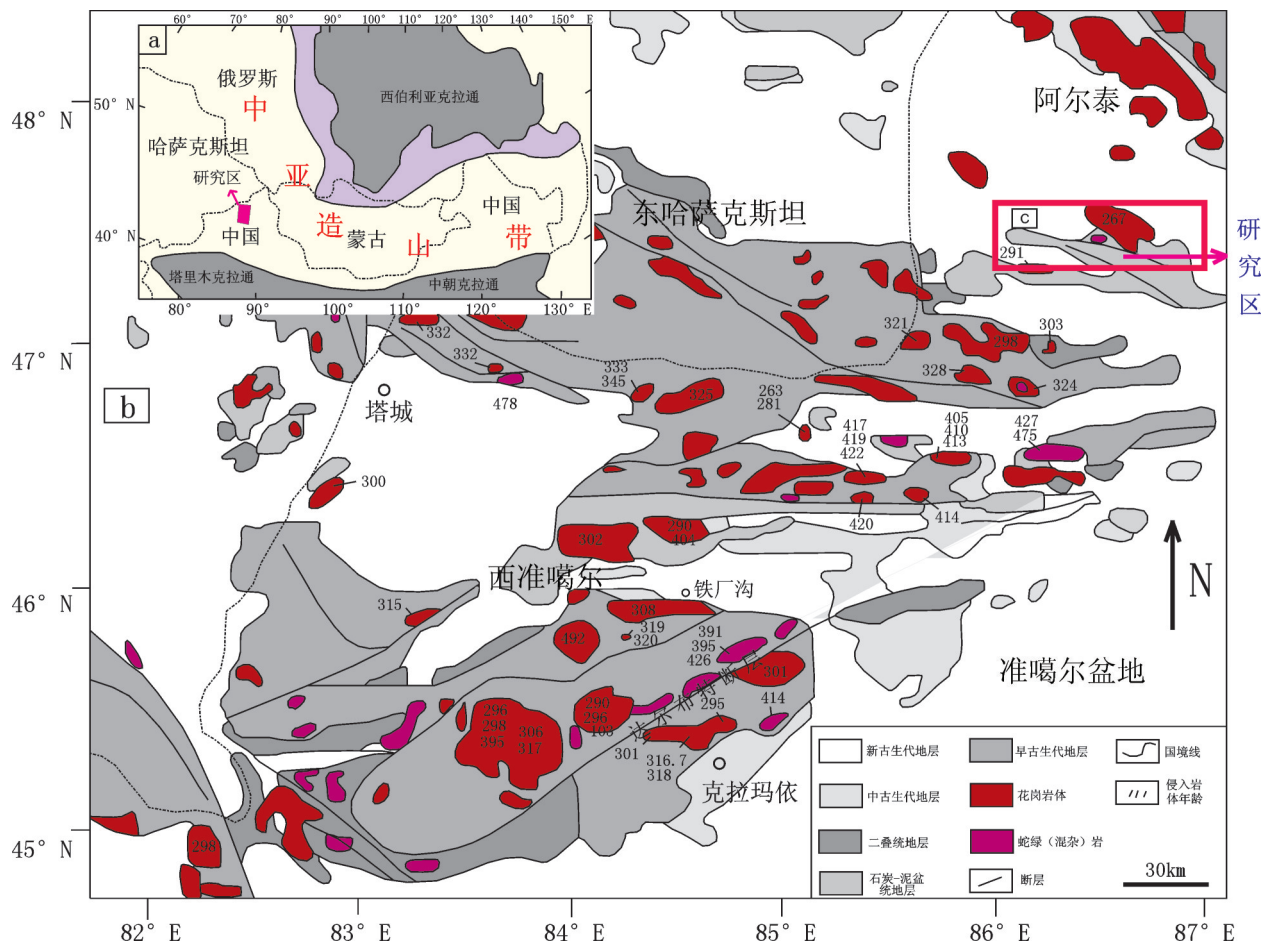 60°
70°
80°
90°
100°
110°
120°
130°
140°
150°
E
a
俄罗斯
西伯利亚克拉通
50° N
中
哈萨克斯坦
亚
研究区
中国
造
蒙古
山
中国
带
40° N
中国
塔里木克拉通
中朝克拉通
80
90
100
110
120
130° E
48° N
47° N
46° N
45° N
b
阿尔泰
东哈萨克斯坦
C
267
291
研究区
332
332
478
塔城
333
345
325
263
281
321
298
303
328
324
417
419
422
405
410
413
427
475
420
414
300
302
290
404
西准噶尔
铁厂沟
N
315
308
492
319
320
391
395
426
301
准噶尔盆地
296
298
395
306
317
290
296
403
达尔布特断层
295
414
301
316.7
318
克拉玛依
298
新古生代地层
早古生代地层
国境线
中古生代地层
花岗岩体
侵入岩
体年龄
二叠统地层
蛇绿（混杂）岩
石炭-泥盆
统地层
断层
30km
82° E
83° E
84° E
85° E
86° E
87° E